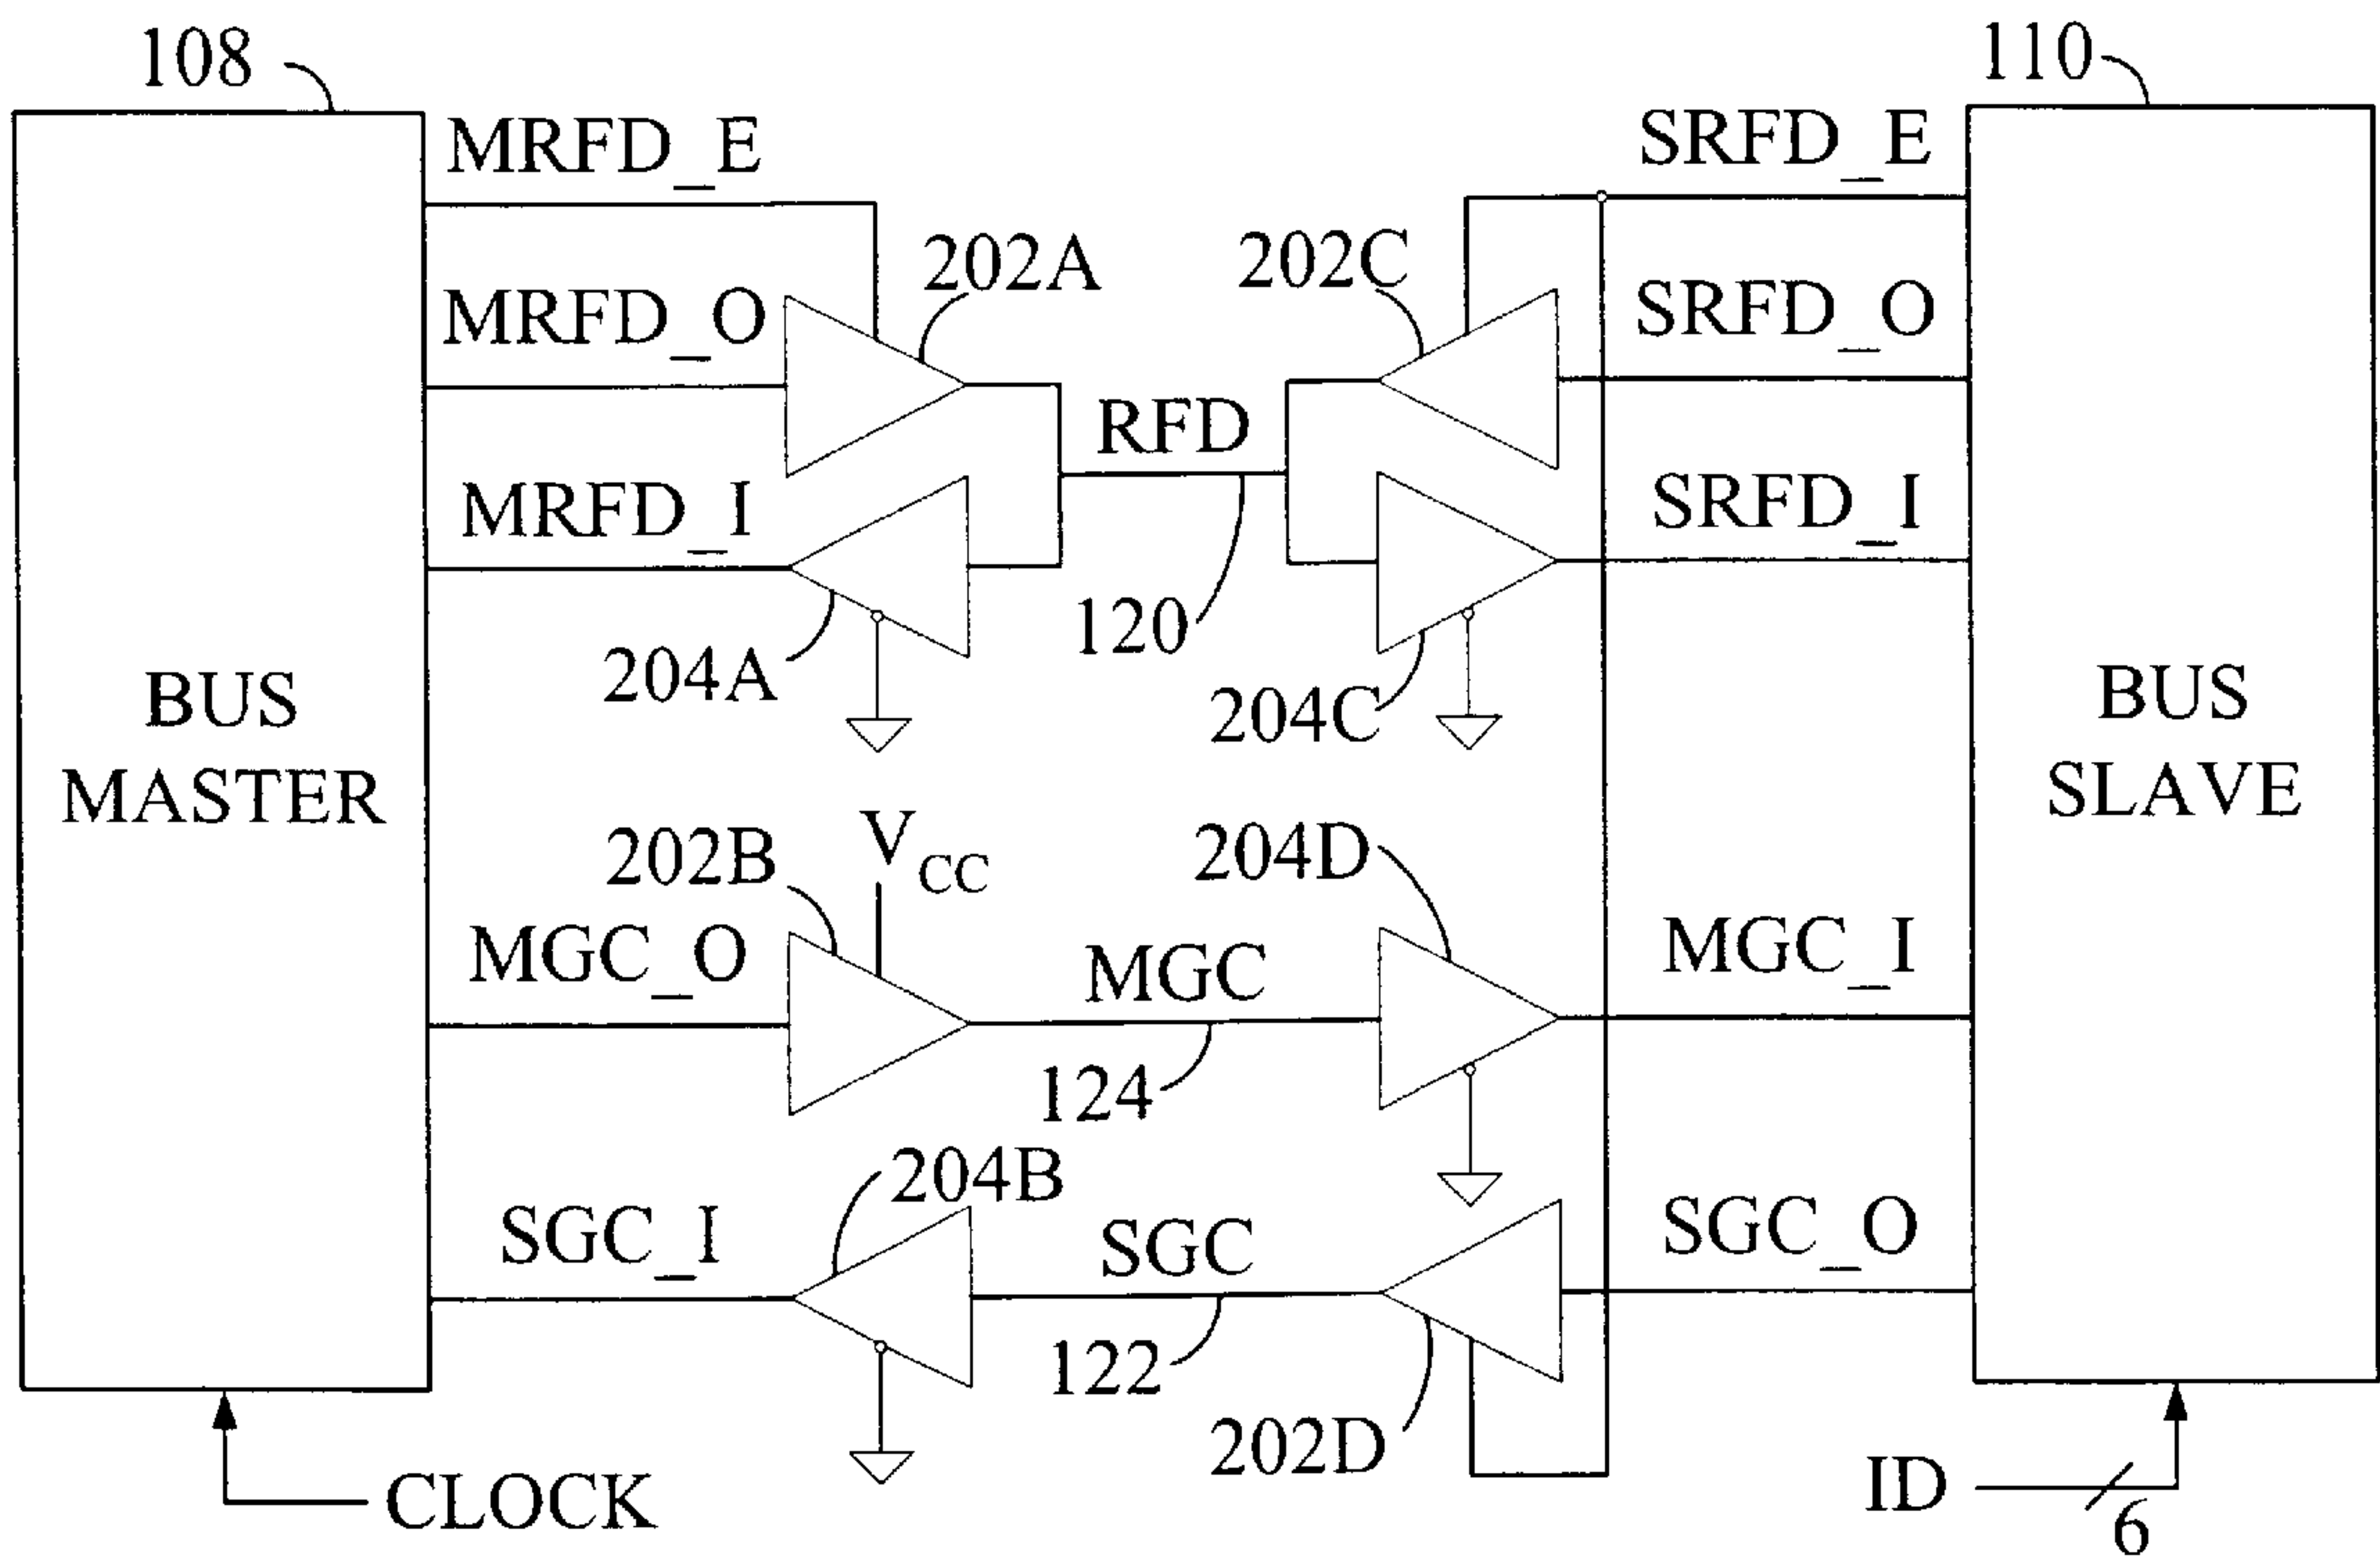 108
110
MRFD_E
SRFD_E
202A
202C
MRFD_O
SRFD_O
RFD
MRFD_I
SRFD_I
120
204A
204C
BUS
MASTER
BUS
SLAVE
VCC
202B
204D
MGC_O
MGC
MGC_I
124
204B
SGC_I
SGC
SGC_O
122
202D
CLOCK
ID
6